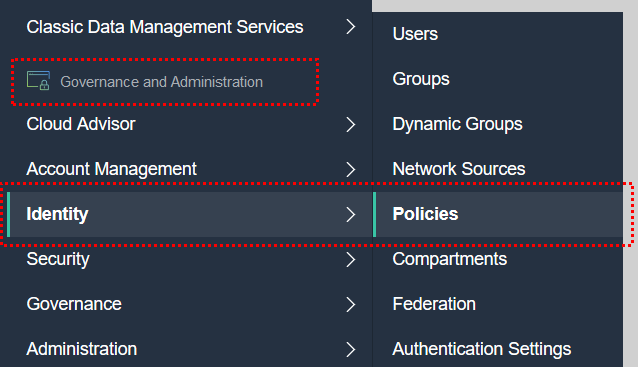 Classic Data Management Services
Governance and Administration
Cloud Advisor
Account Management
Identity
Security
Governance
Administration
Users
Groups
Dynamic Groups
Network Sources
Policies
Compartments
Federation
Authentication Settings